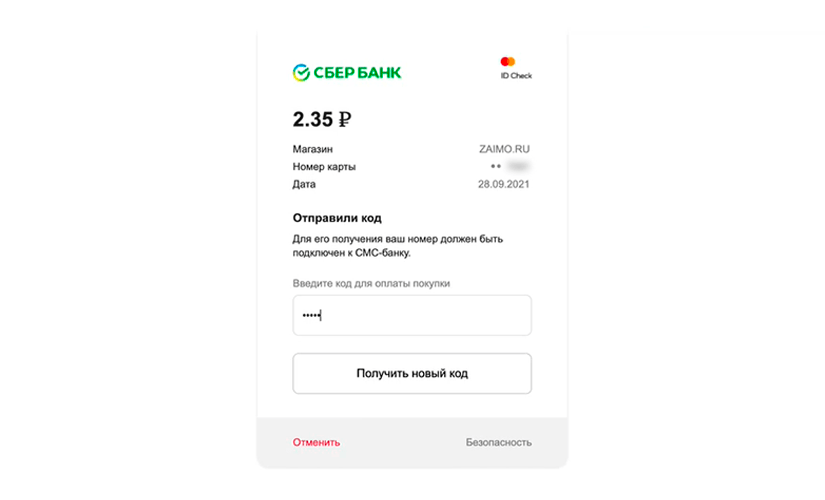 СБЕР БАНК
ID Check
2.35 ₽
Магазин ZAIMO.RU
Номер карты ••
Дата 28.09.2021
Отправили код
Для его получения ваш номер должен быть
подключен к СМС-банку.
Введите код для оплаты покупки
•••••
Получить новый код
Отменить Безопасность